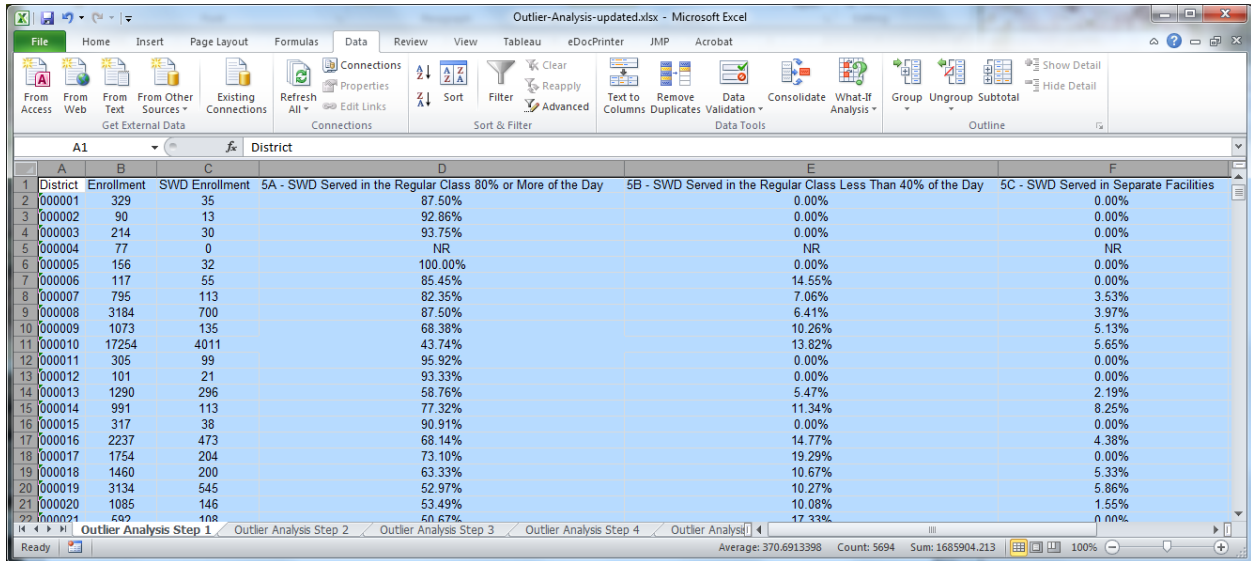 Outlier-Analysis-updated.xlsx - Microsoft Excel
File Home Insert Page Layout Formulas Data Review View Tableau eDocPrinter JMP Acrobat
From Access From Web From Text From Other Sources Existing Connections Refresh All Connections Properties Edit Links Sort Filter Clear Reapply Advanced Text to Columns Remove Duplicates Data Validation Consolidate What-If Analysis Group Ungroup Subtotal Show Detail Hide Detail
Get External Data Connections Sort & Filter Data Tools Outline
A1 fx District
A B C D E F
1 District Enrollment SWD Enrollment 5A - SWD Served in the Regular Class 80% or More of the Day 5B - SWD Served in the Regular Class Less Than 40% of the Day 5C - SWD Served in Separate Facilities
2 000001 329 35 87.50% 0.00% 0.00%
3 000002 90 13 92.86% 0.00% 0.00%
4 000003 214 30 93.75% 0.00% 0.00%
5 000004 77 0 NR NR NR
6 000005 156 32 100.00% 0.00% 0.00%
7 000006 117 55 85.45% 14.55% 0.00%
8 000007 795 113 82.35% 7.06% 3.53%
9 000008 3184 700 87.50% 6.41% 3.97%
10 000009 1073 135 68.38% 10.26% 5.13%
11 000010 17254 4011 43.74% 13.82% 5.65%
12 000011 305 99 95.92% 0.00% 0.00%
13 000012 101 21 93.33% 0.00% 0.00%
14 000013 1290 296 58.76% 5.47% 2.19%
15 000014 991 113 77.32% 11.34% 8.25%
16 000015 317 38 90.91% 0.00% 0.00%
17 000016 2237 473 68.14% 14.77% 4.38%
18 000017 1754 204 73.10% 19.29% 0.00%
19 000018 1460 200 63.33% 10.67% 5.33%
20 000019 3134 545 52.97% 10.27% 5.86%
21 000020 1085 146 53.49% 10.08% 1.55%
22 000021 592 108 50.67% 17.33% 0.00%
Outlier Analysis Step 1 Outlier Analysis Step 2 Outlier Analysis Step 3 Outlier Analysis Step 4 Outlier Analysis
Ready Average: 370.6913398 Count: 5694 Sum: 1685904.213 100%